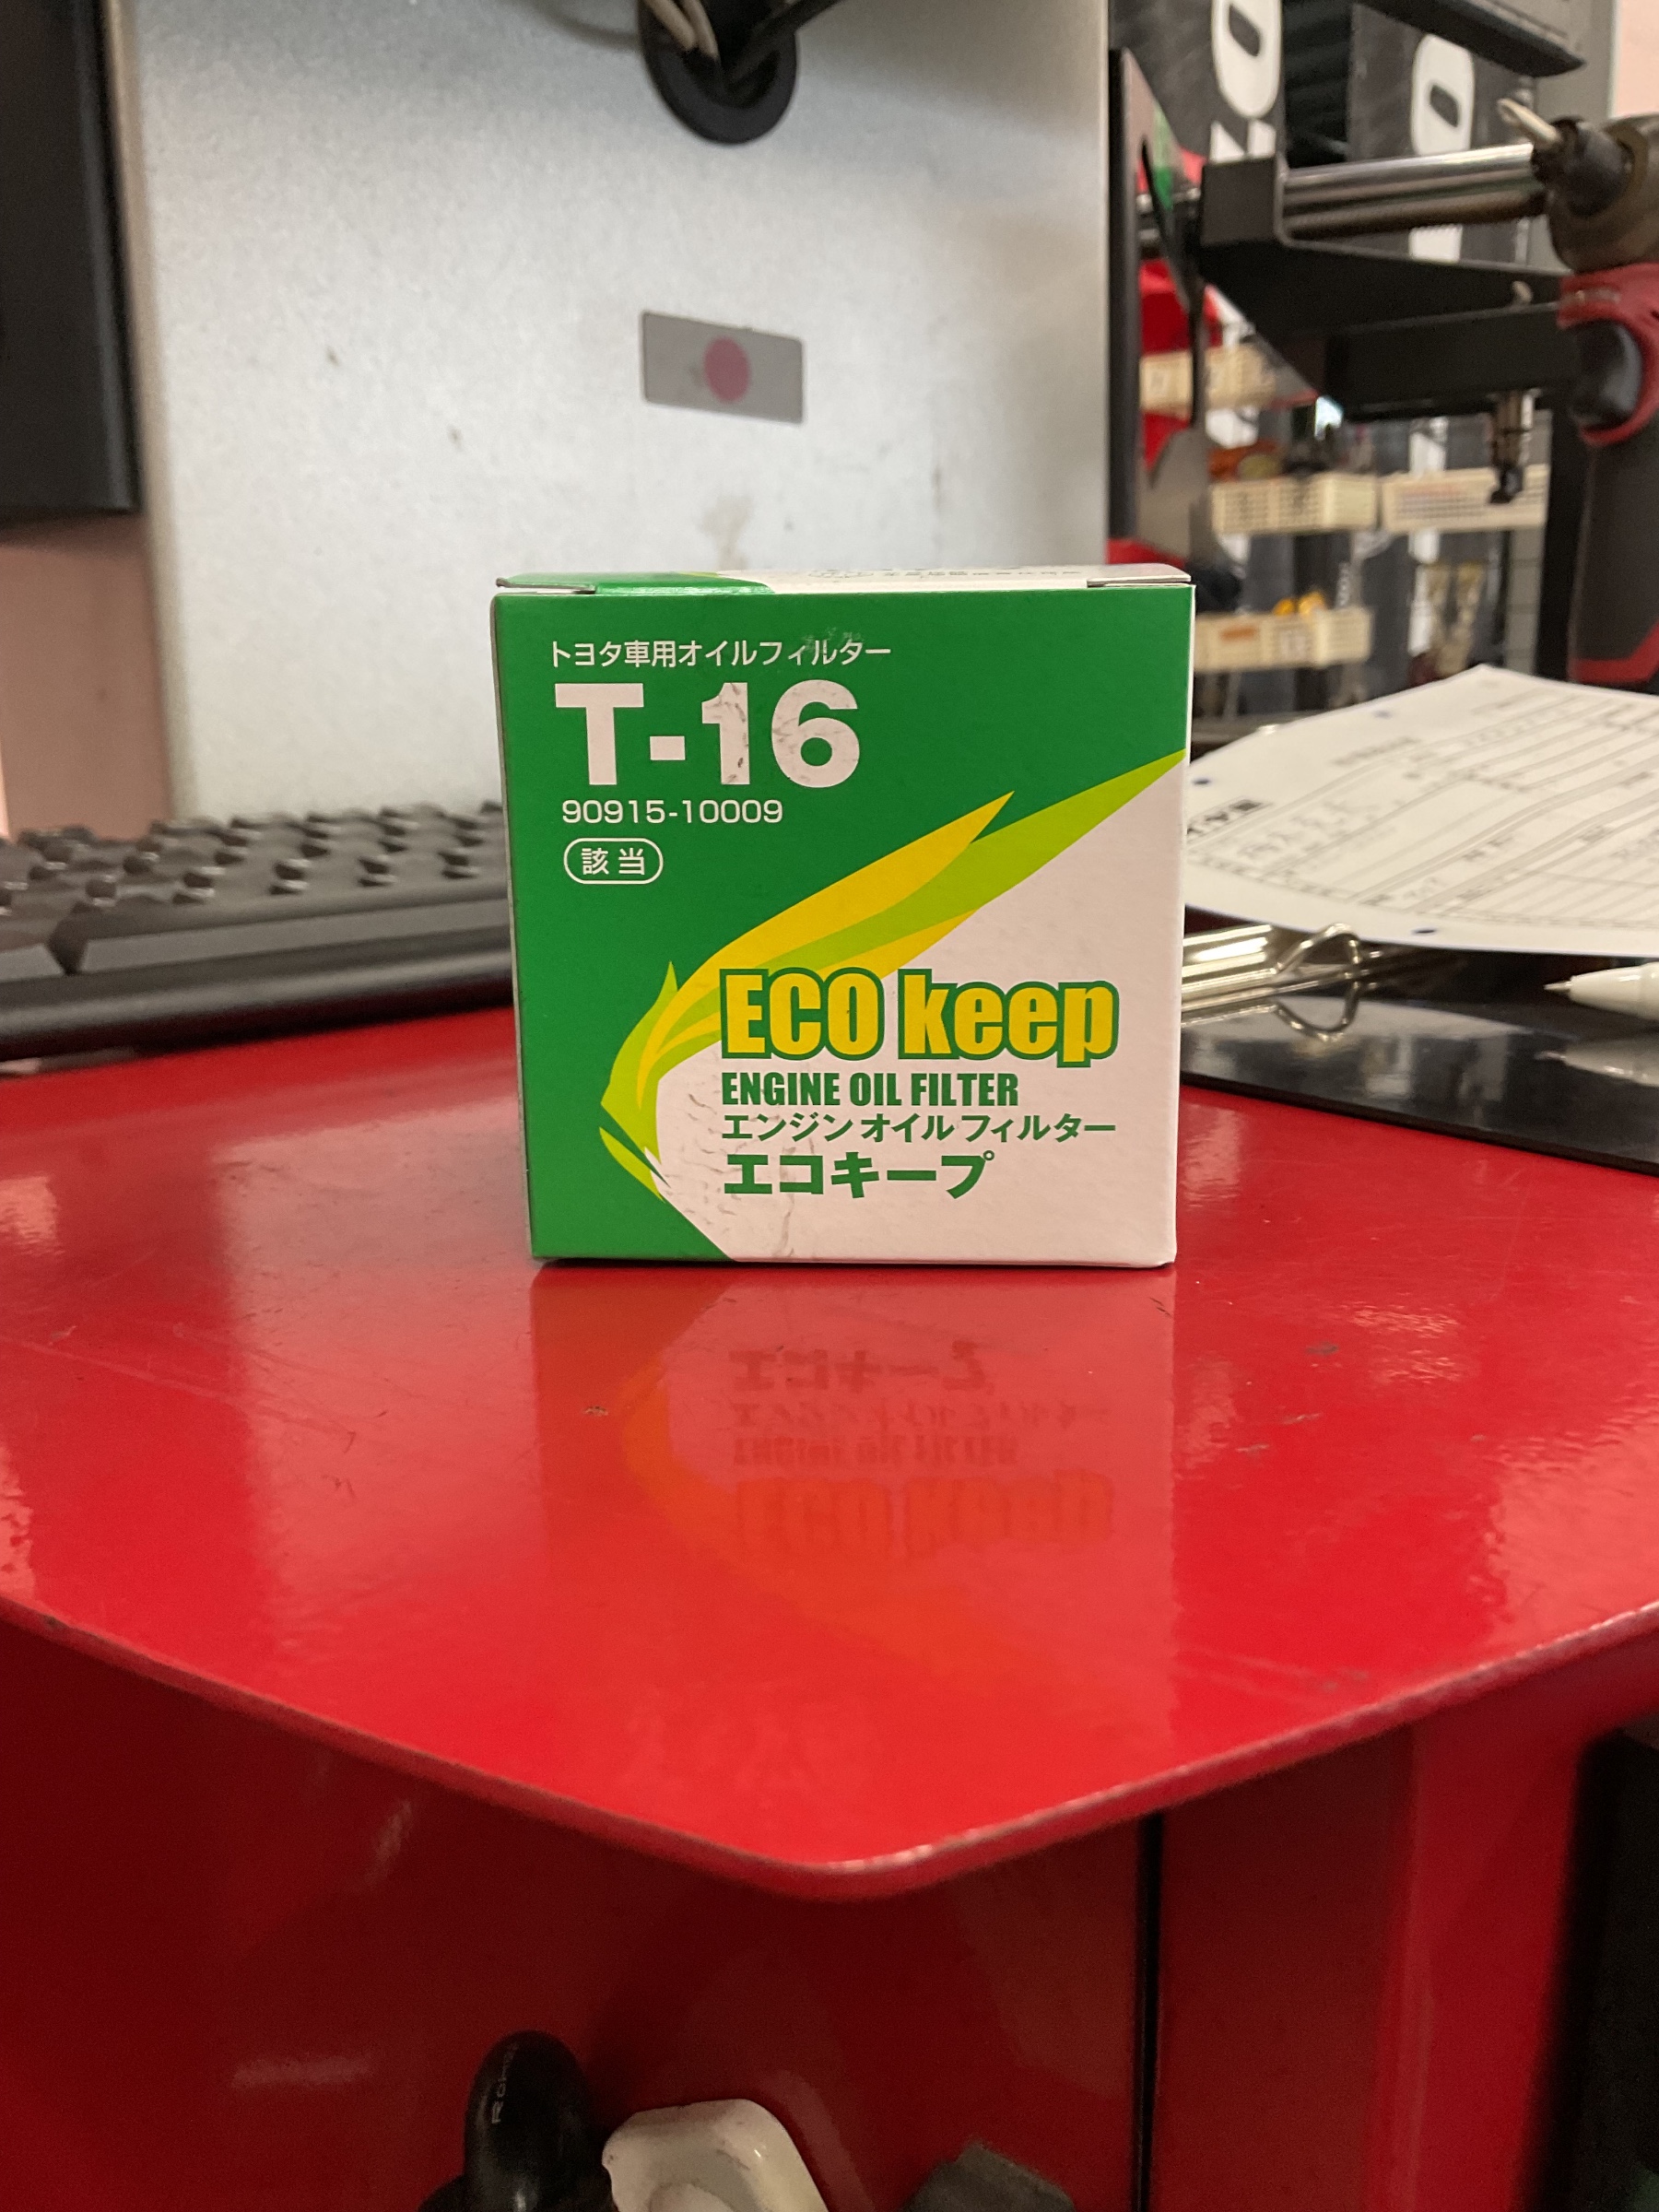 トヨタ車用オイルフィルター
T-16
90915-10009
該当
ECO keep
ENGINE OIL FILTER
エンジン オイル フィルター
エコキープ